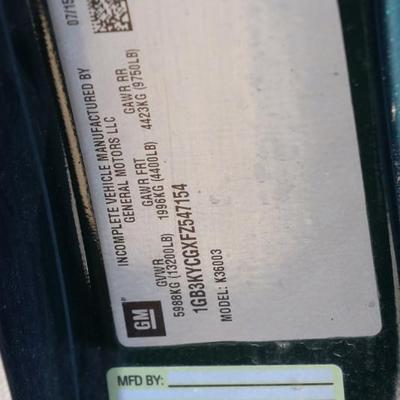 07/15
INCOMPLETE VEHICLE MANUFACTURED BY
GENERAL MOTORS LLC
GVWR GAWR FRT GAWR RR
5988KG (13200LB) 1996KG (4400LB) 4423KG (9750LB)
1GB3KYCGXFZ547154
MODEL: K36003
GM
MFD BY: